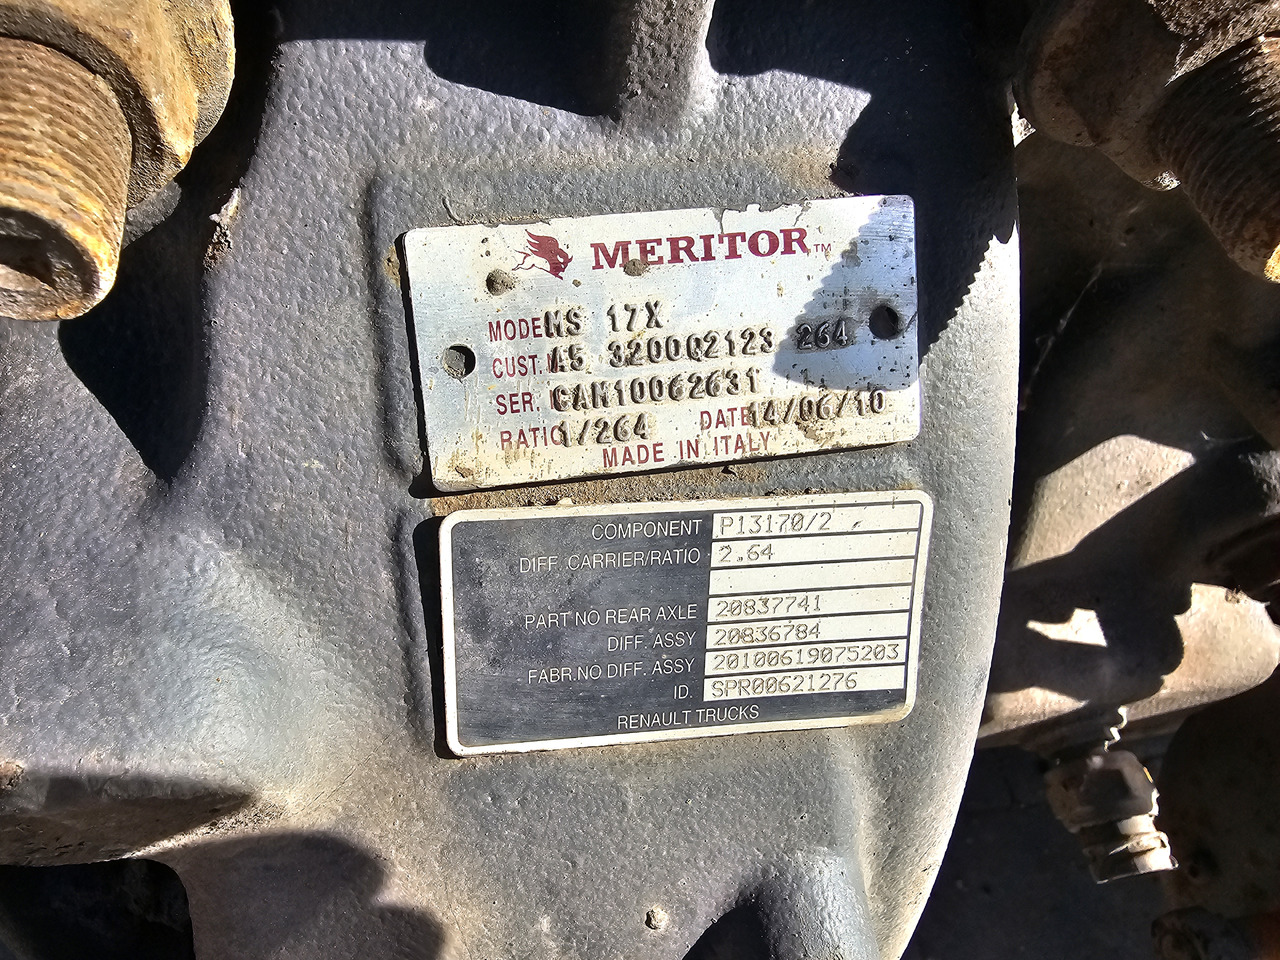 MERITOR™
MODEL MS 17X
CUST. A5 3200Q2123 264
SER. CAM10062631
RATIO 1/264 DATE 14/06/10
MADE IN ITALY
COMPONENT P13170/2
DIFF. CARRIER/RATIO 2.64
PART NO REAR AXLE 20837741
DIFF. ASSY 20836784
FABR.NO DIFF. ASSY 20100619075203
ID. SPR00621276
RENAULT TRUCKS